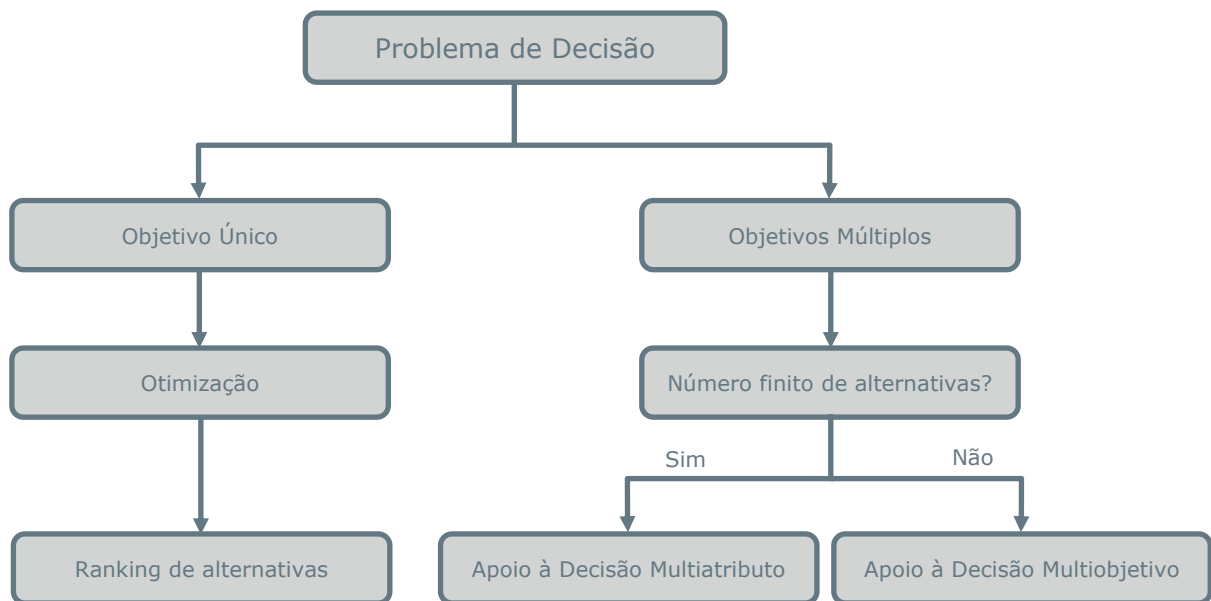 Problema de Decisão
Objetivo Único
Objetivos Múltiplos
Otimização
Número finito de alternativas?
Sim
Não
Ranking de alternativas
Apoio à Decisão Multiatributo
Apoio à Decisão Multiobjetivo